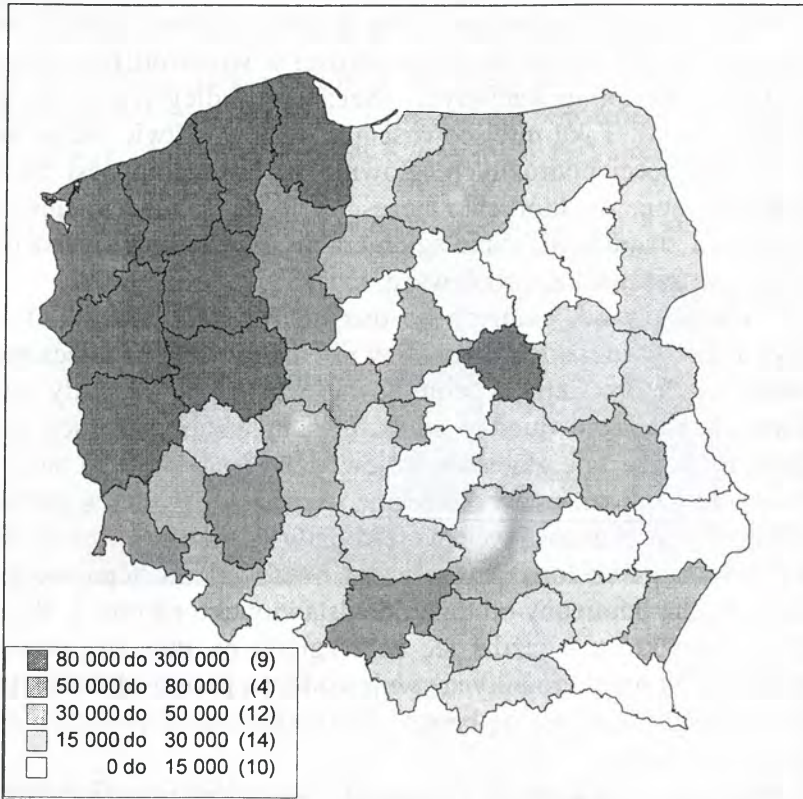 80 000 do 300 000 (9)
50 000 do 80 000 (4)
30 000 do 50 000 (12)
15 000 do 30 000 (14)
0 do 15 000 (10)